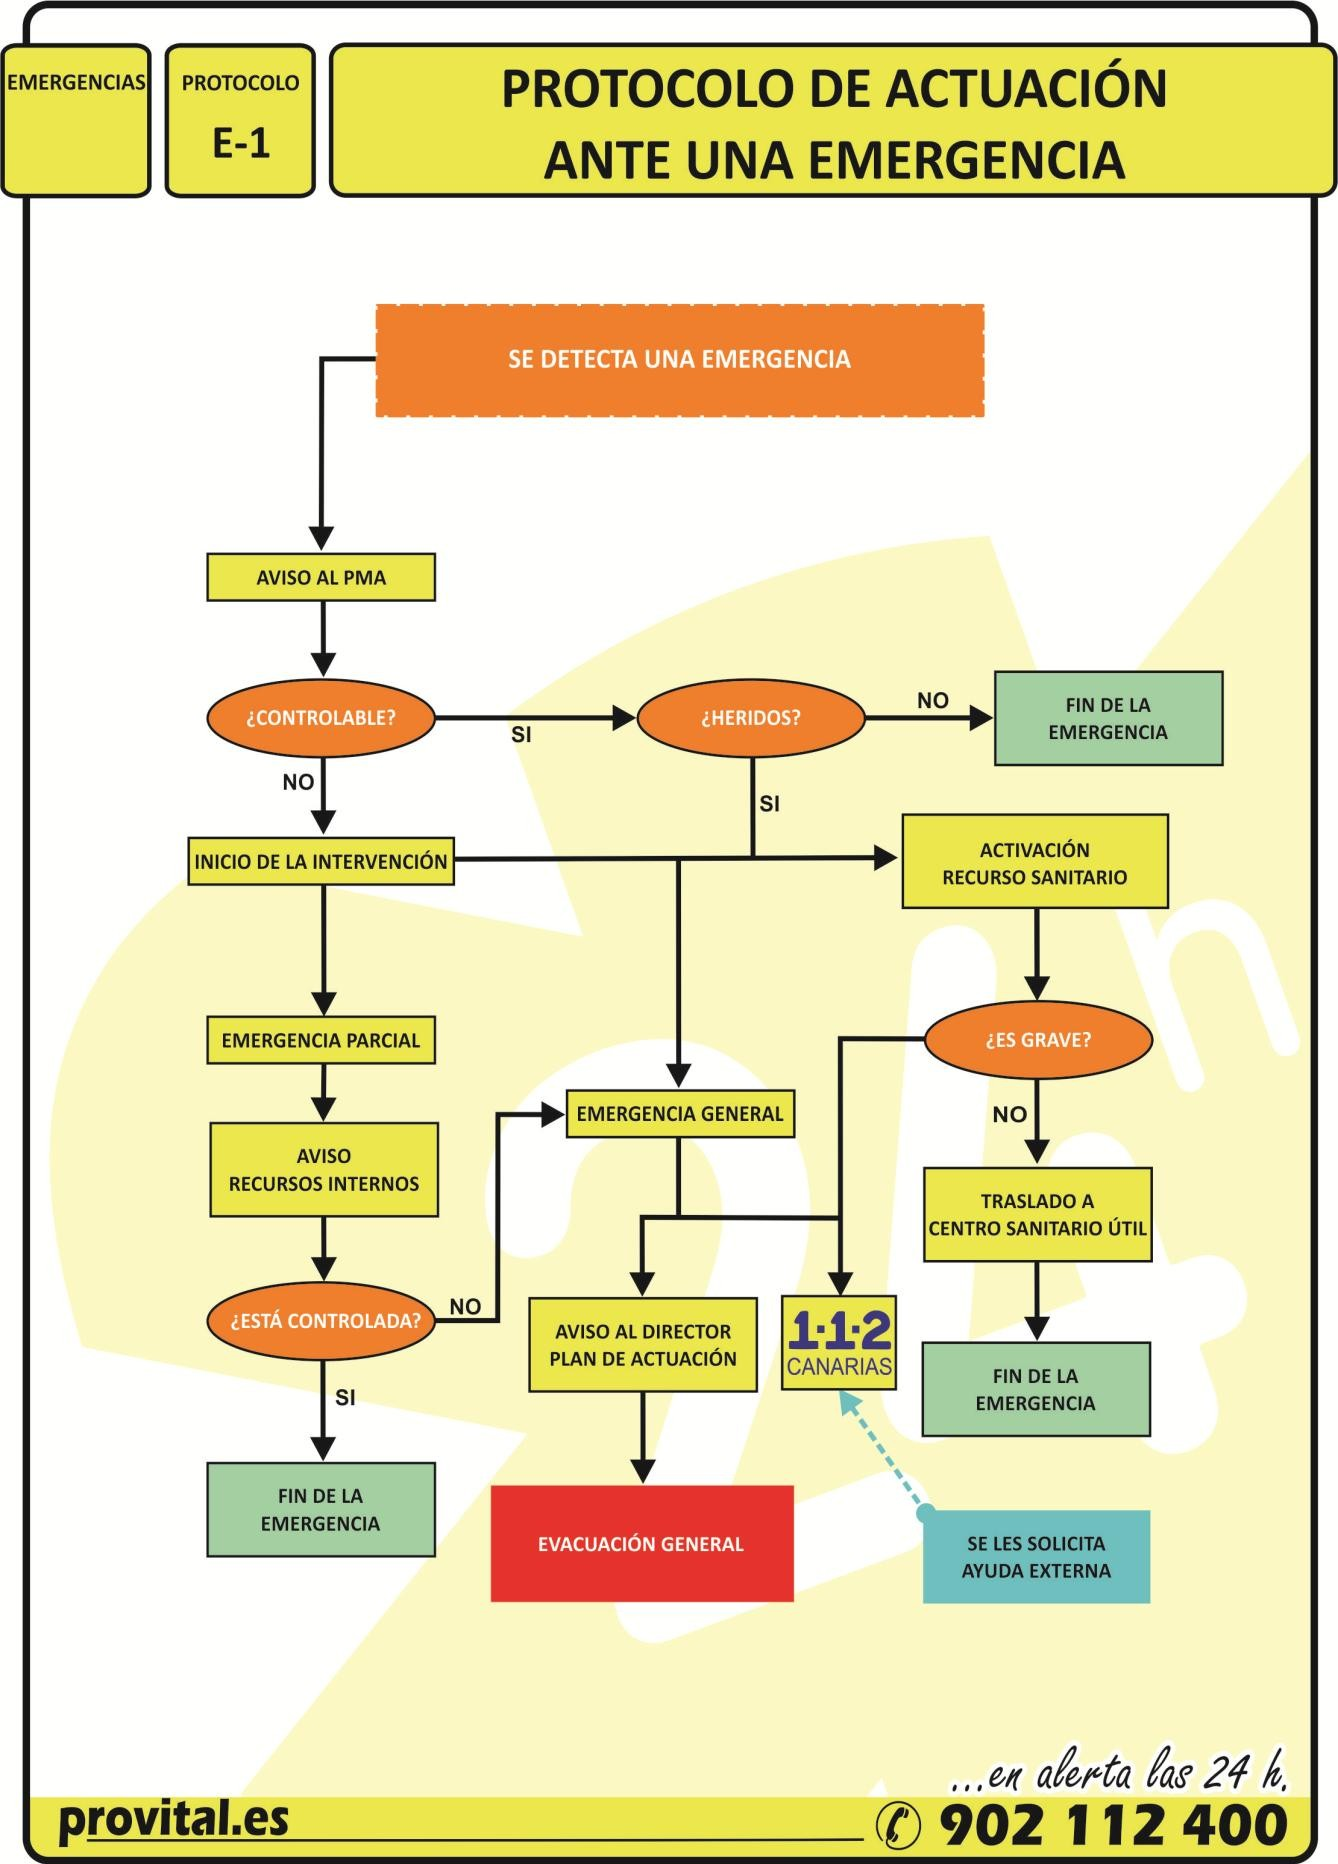 EMERGENCIAS
PROTOCOLO
E-1
PROTOCOLO DE ACTUACIÓN
ANTE UNA EMERGENCIA
SE DETECTA UNA EMERGENCIA
AVISO AL PMA
¿CONTROLABLE?
SI
¿HERIDOS?
NO
FIN DE LA
EMERGENCIA
NO
SI
INICIO DE LA INTERVENCIÓN
ACTIVACIÓN
RECURSO SANITARIO
EMERGENCIA PARCIAL
¿ES GRAVE?
EMERGENCIA GENERAL
NO
AVISO
RECURSOS INTERNOS
TRASLADO A
CENTRO SANITARIO ÚTIL
¿ESTÁ CONTROLADA?
NO
AVISO AL DIRECTOR
PLAN DE ACTUACIÓN
1·1·2
CANARIAS
FIN DE LA
EMERGENCIA
SI
FIN DE LA
EMERGENCIA
EVACUACIÓN GENERAL
SE LES SOLICITA
AYUDA EXTERNA
24h
...en alerta las 24 h.
provital.es
902 112 400